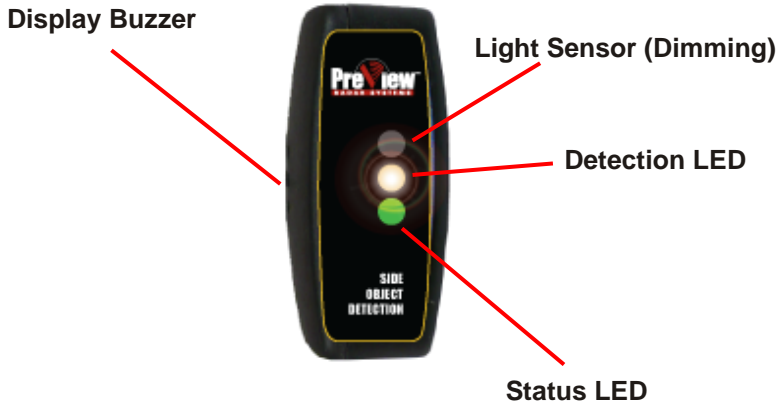 Display Buzzer
Light Sensor (Dimming)
PreView
RADAR SYSTEMS
Detection LED
SIDE
OBJECT
DETECTION
Status LED